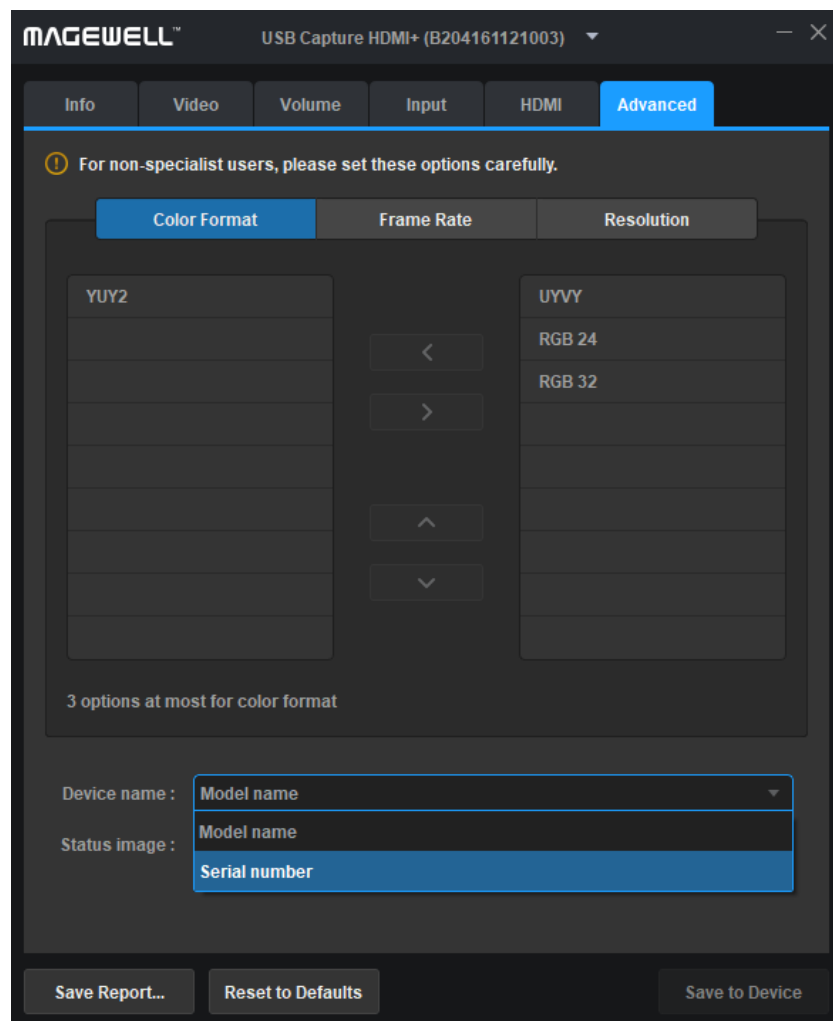 MAGEWELL™ USB Capture HDMI+ (B204161121003)
Info Video Volume Input HDMI Advanced
For non-specialist users, please set these options carefully.
Color Format Frame Rate Resolution
YUY2 UYVY
RGB 24
RGB 32
3 options at most for color format
Device name : Model name
Model name
Status image :
Serial number
Save Report... Reset to Defaults Save to Device